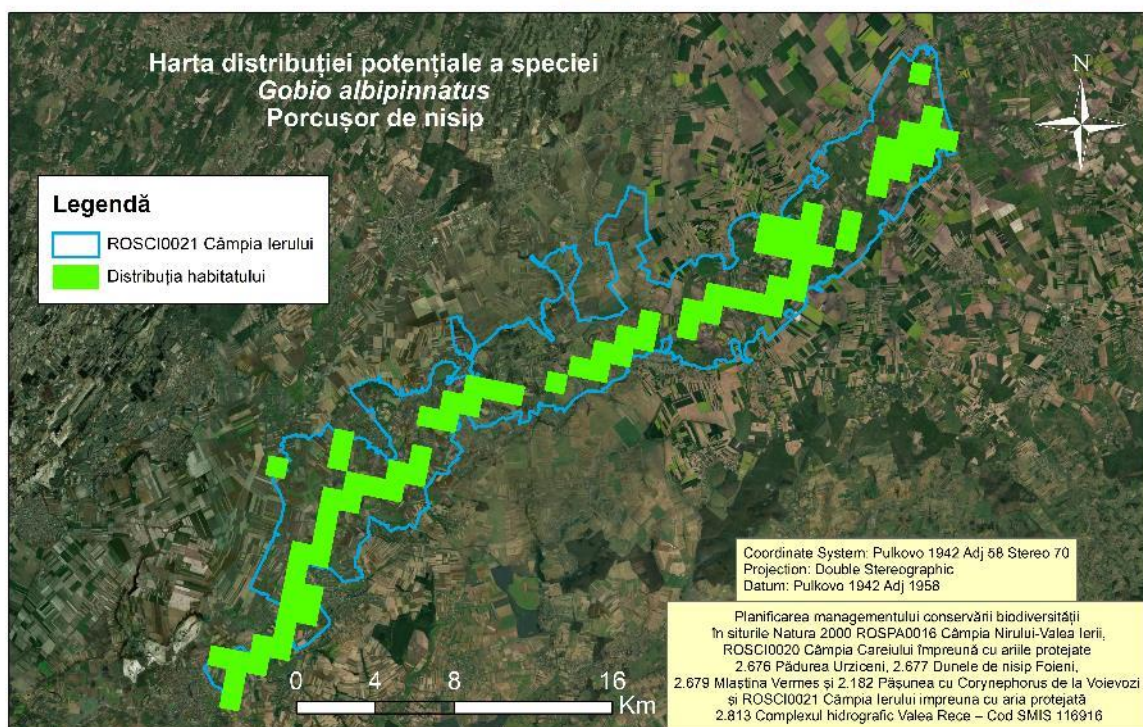 Harta distribuției potențiale a speciei
Gobio albipinnatus
Porcușor de nisip
N
Legendă
ROSCI0021 Câmpia Ierului
Distribuția habitatului
Coordinate System: Pulkovo 1942 Adj 58 Stereo 70
Projection: Double Stereographic
Datum: Pulkovo 1942 Adj 1958
Planificarea managementului conservării biodiversității
în siturile Natura 2000 ROSPA0016 Câmpia Nirului-Valea Ierii,
ROSCI0020 Câmpia Careiului împreună cu ariile protejate
2.676 Pădurea Urziceni, 2.677 Dunele de nisip Foieni,
2.679 Mlaștina Vermes și 2.182 Pășunea cu Corynephorus de la Voievozi
și ROSCI0021 Câmpia Ierului împreuna cu aria protejată
2.813 Complexul hidrografic Valea Rece – Cod SMIS 116916
0 4 8 16
Km